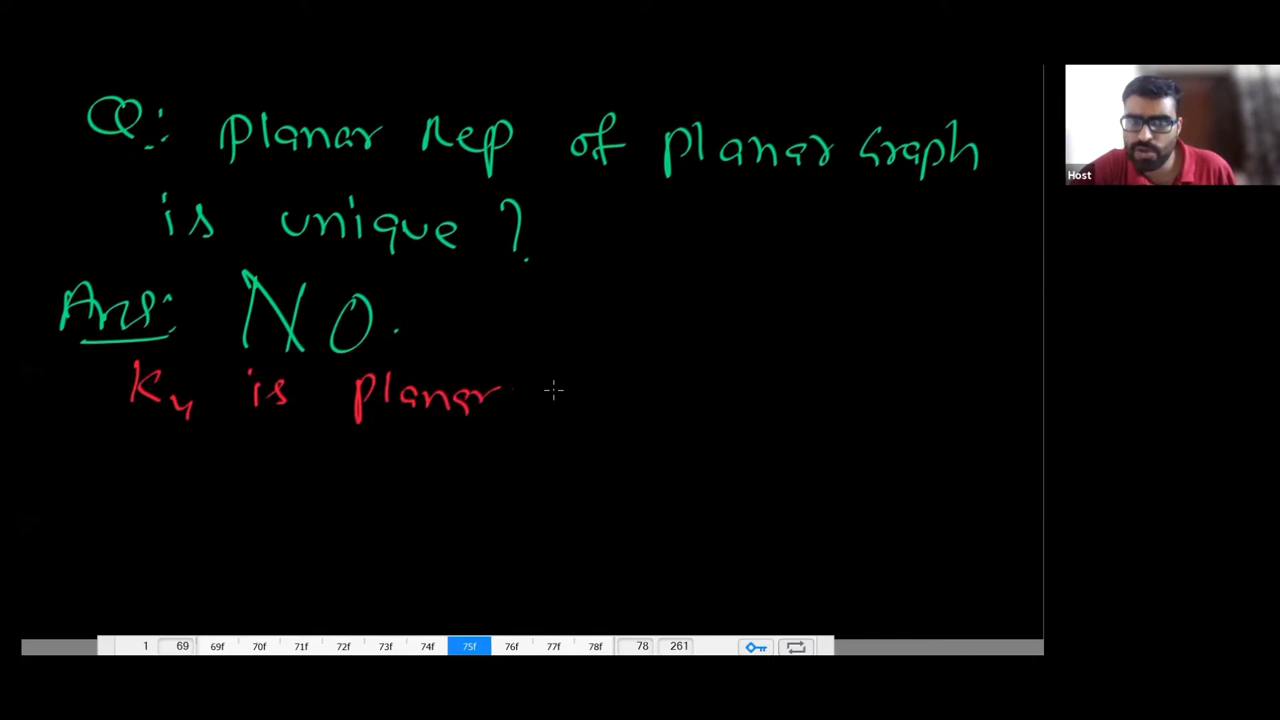 Q: Planar Rep of planar Graph
is unique ?
Ans: NO.
K4 is planar
Host
1 69 69f 70f 71f 72f 73f 74f 75f 76f 77f 78f 78 261